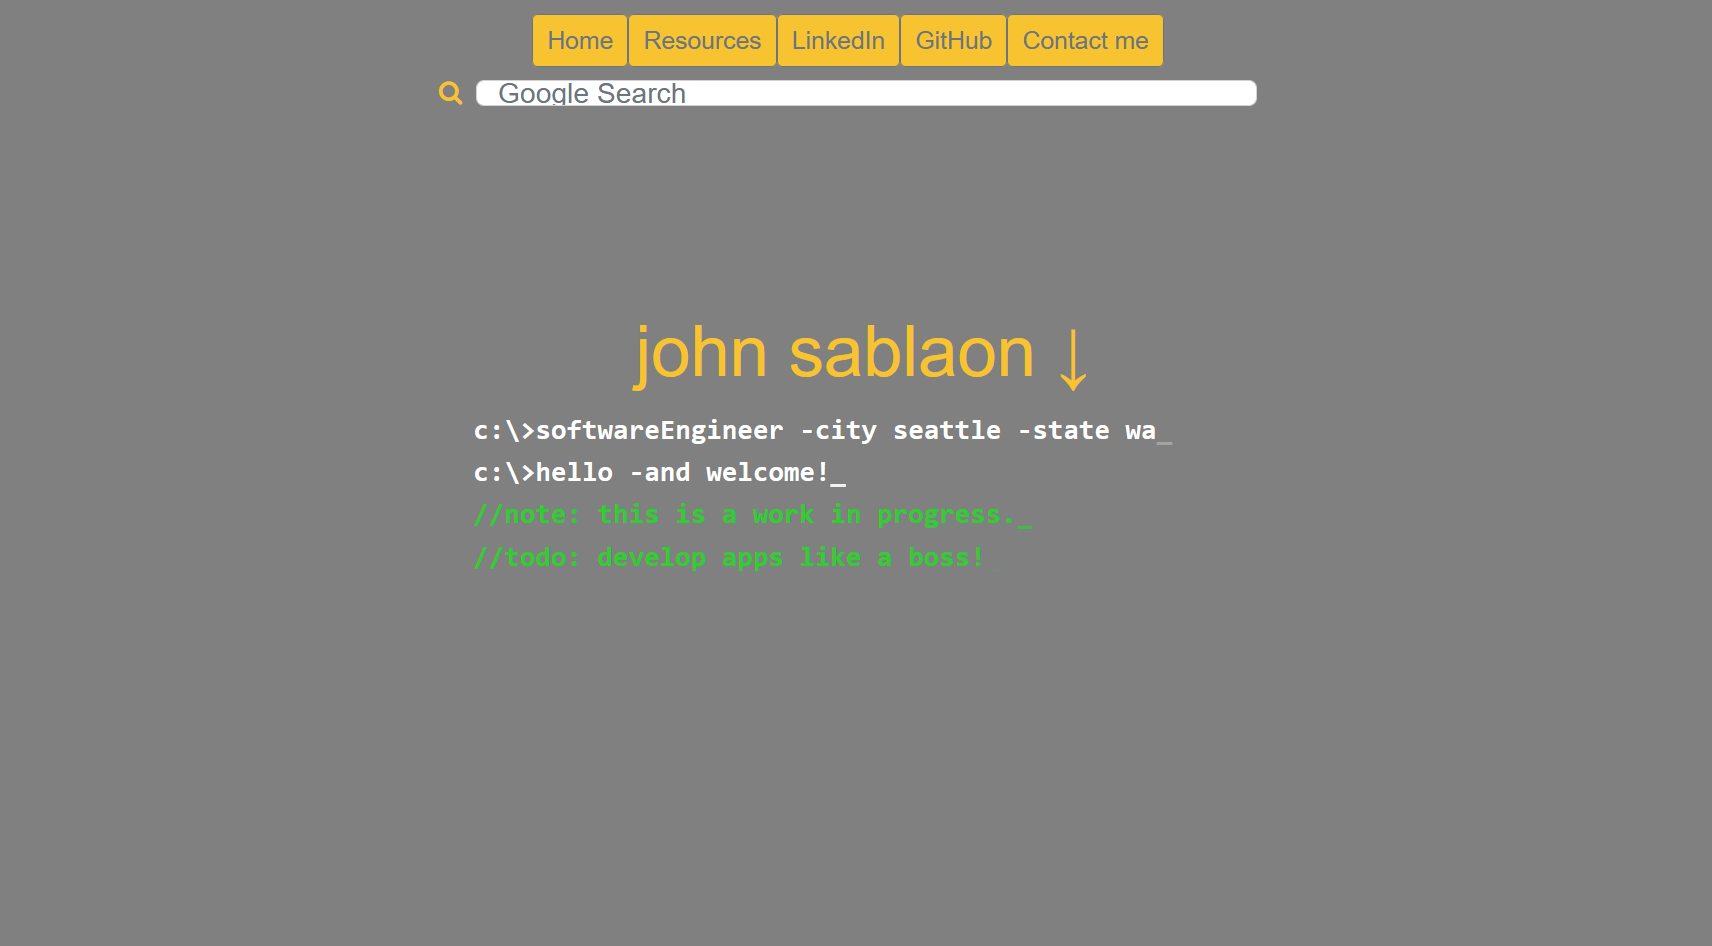 Home Resources LinkedIn GitHub Contact me
Google Search
john sablaon ↓
c:\>softwareEngineer -city seattle -state wa_
c:\>hello -and welcome!_
//note: this is a work in progress._
//todo: develop apps like a boss!